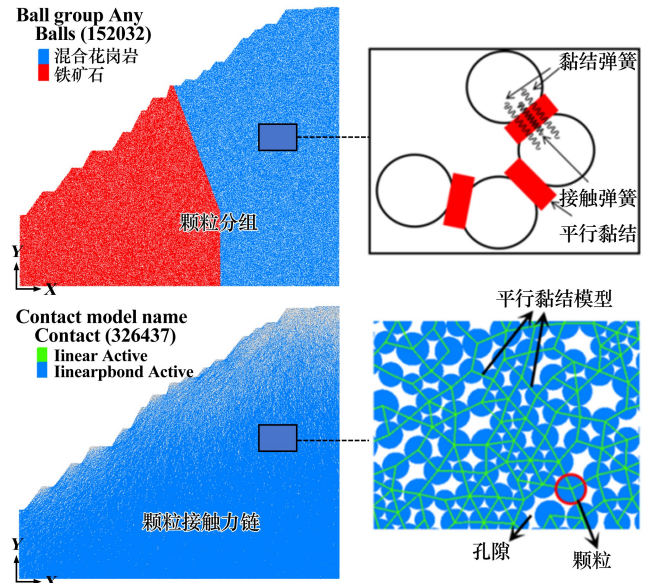 Ball group Any
Balls (152032)
混合花岗岩
铁矿石
颗粒分组
Y
X
黏结弹簧
接触弹簧
平行黏结
Contact model name
Contact (326437)
Iinear Active
Iinearpbond Active
颗粒接触力链
Y
X
平行黏结模型
孔隙
颗粒